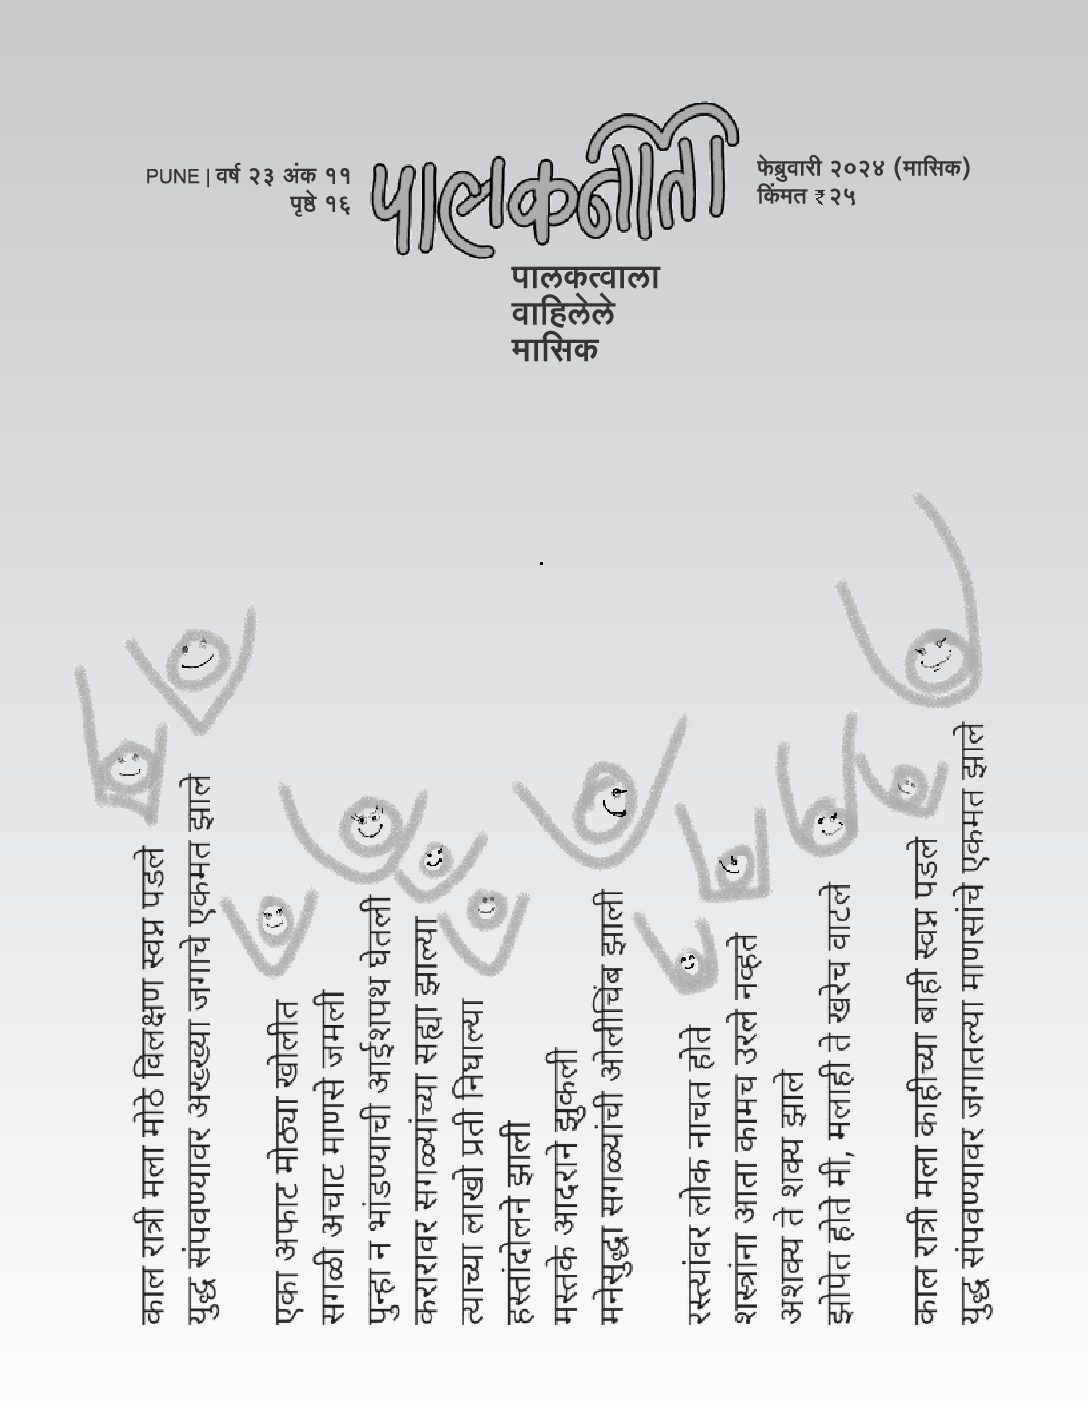 PUNE | वर्ष २३ अंक ११
पृष्ठे १६
पालकनीती
फेब्रुवारी २०२४ (मासिक)
किंमत ₹ २५
पालकत्वाला
वाहिलेले
मासिक
काल रात्री मला मोठे विलक्षण स्वप्न पडले
युद्ध संपवण्यावर अख्ख्या जगाचे एकमत झाले
एका अफाट मोठ्या खोलीत
सगळी अचाट माणसे जमली
पुन्हा न भांडण्याची आईशपथ घेतली
करारावर सगळ्यांच्या सह्या झाल्या
त्याच्या लाखो प्रती निघाल्या
हस्तांदोलने झाली
मस्तके आदराने झुकली
मनेसुद्धा सगळ्यांची ओलीचिंब झाली
रस्त्यांवर लोक नाचत होते
शस्त्रांना आता कामच उरले नव्हते
अशक्य ते शक्य झाले
झोपेत होते मी, मलाही ते खरेच वाटले
काल रात्री मला काहीच्या बाही स्वप्न पडले
युद्ध संपवण्यावर जगातल्या माणसांचे एकमत झाले